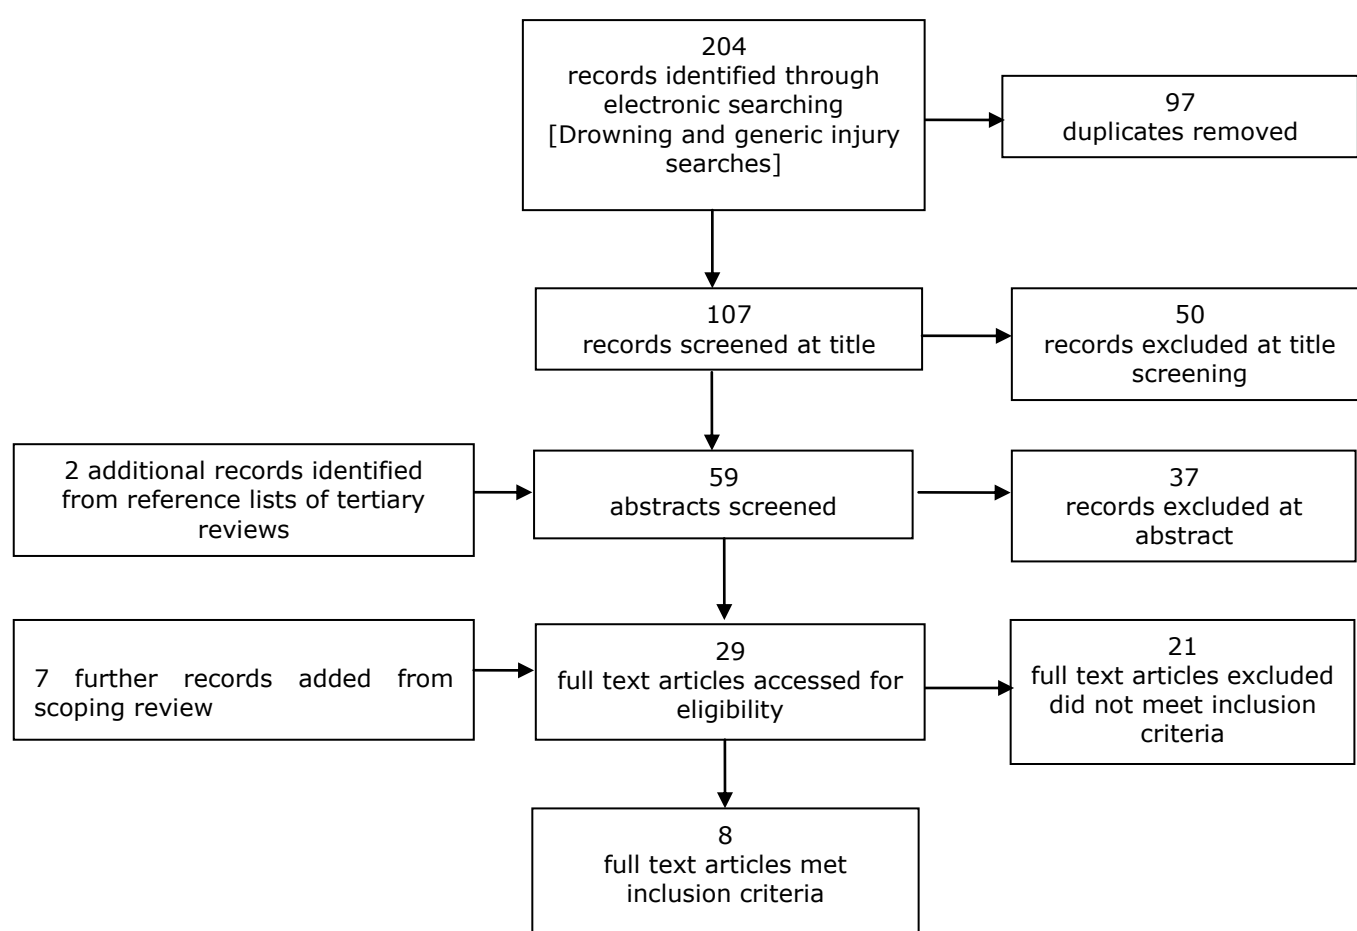 204
records identified through
electronic searching
[Drowning and generic injury
searches]
97
duplicates removed
107
records screened at title
50
records excluded at title
screening
2 additional records identified
from reference lists of tertiary
reviews
59
abstracts screened
37
records excluded at
abstract
7 further records added from
scoping review
29
full text articles accessed for
eligibility
21
full text articles excluded
did not meet inclusion
criteria
8
full text articles met
inclusion criteria